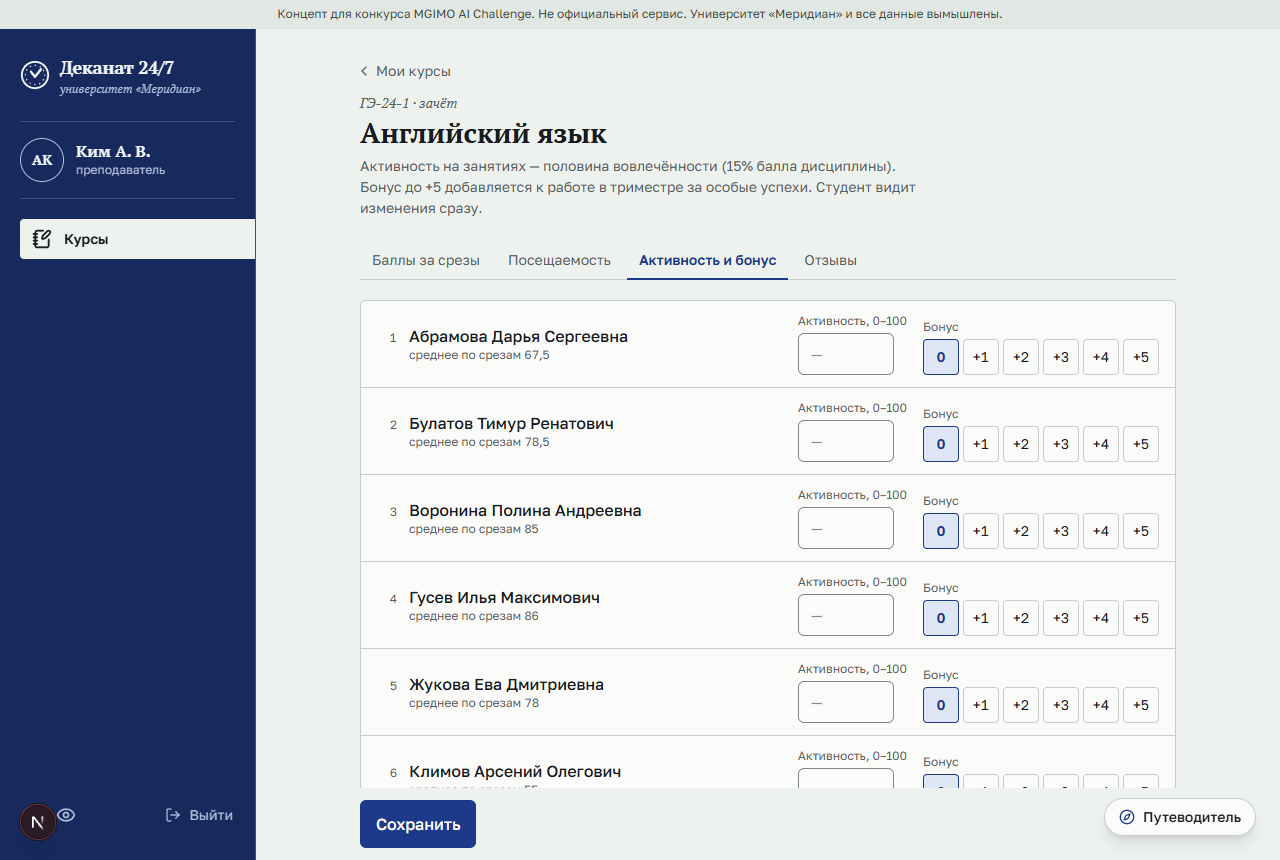 Концепт для конкурса MGIMO AI Challenge. Не официальный сервис. Университет «Меридиан» и все данные вымышлены.
Деканат 24/7
университет «Меридиан»
АК
Ким А. В.
преподаватель
Курсы
N
Выйти
Мои курсы
ГЭ-24-1 · зачёт
Английский язык
Активность на занятиях — половина вовлечённости (15% балла дисциплины).
Бонус до +5 добавляется к работе в триместре за особые успехи. Студент видит
изменения сразу.
Баллы за срезы Посещаемость Активность и бонус Отзывы
Активность, 0–100 Бонус
1 Абрамова Дарья Сергеевна
среднее по срезам 67,5
— 0 +1 +2 +3 +4 +5
Активность, 0–100 Бонус
2 Булатов Тимур Ренатович
среднее по срезам 78,5
— 0 +1 +2 +3 +4 +5
Активность, 0–100 Бонус
3 Воронина Полина Андреевна
среднее по срезам 85
— 0 +1 +2 +3 +4 +5
Активность, 0–100 Бонус
4 Гусев Илья Максимович
среднее по срезам 86
— 0 +1 +2 +3 +4 +5
Активность, 0–100 Бонус
5 Жукова Ева Дмитриевна
среднее по срезам 78
— 0 +1 +2 +3 +4 +5
Активность, 0–100 Бонус
6 Климов Арсений Олегович
Сохранить
Путеводитель